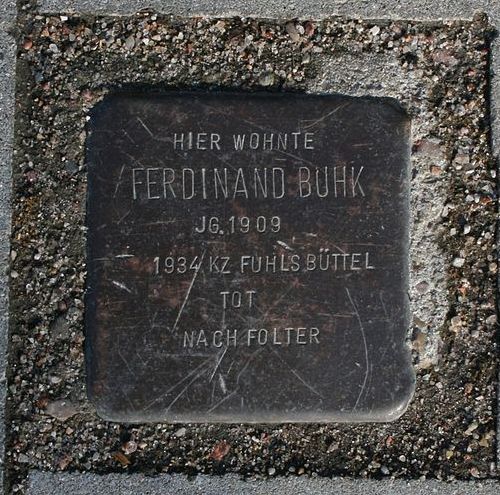 HIER WOHNTE
FERDINAND BUHK
JG. 1909
1934 KZ FUHLSBÜTTEL
TOT
NACH FOLTER